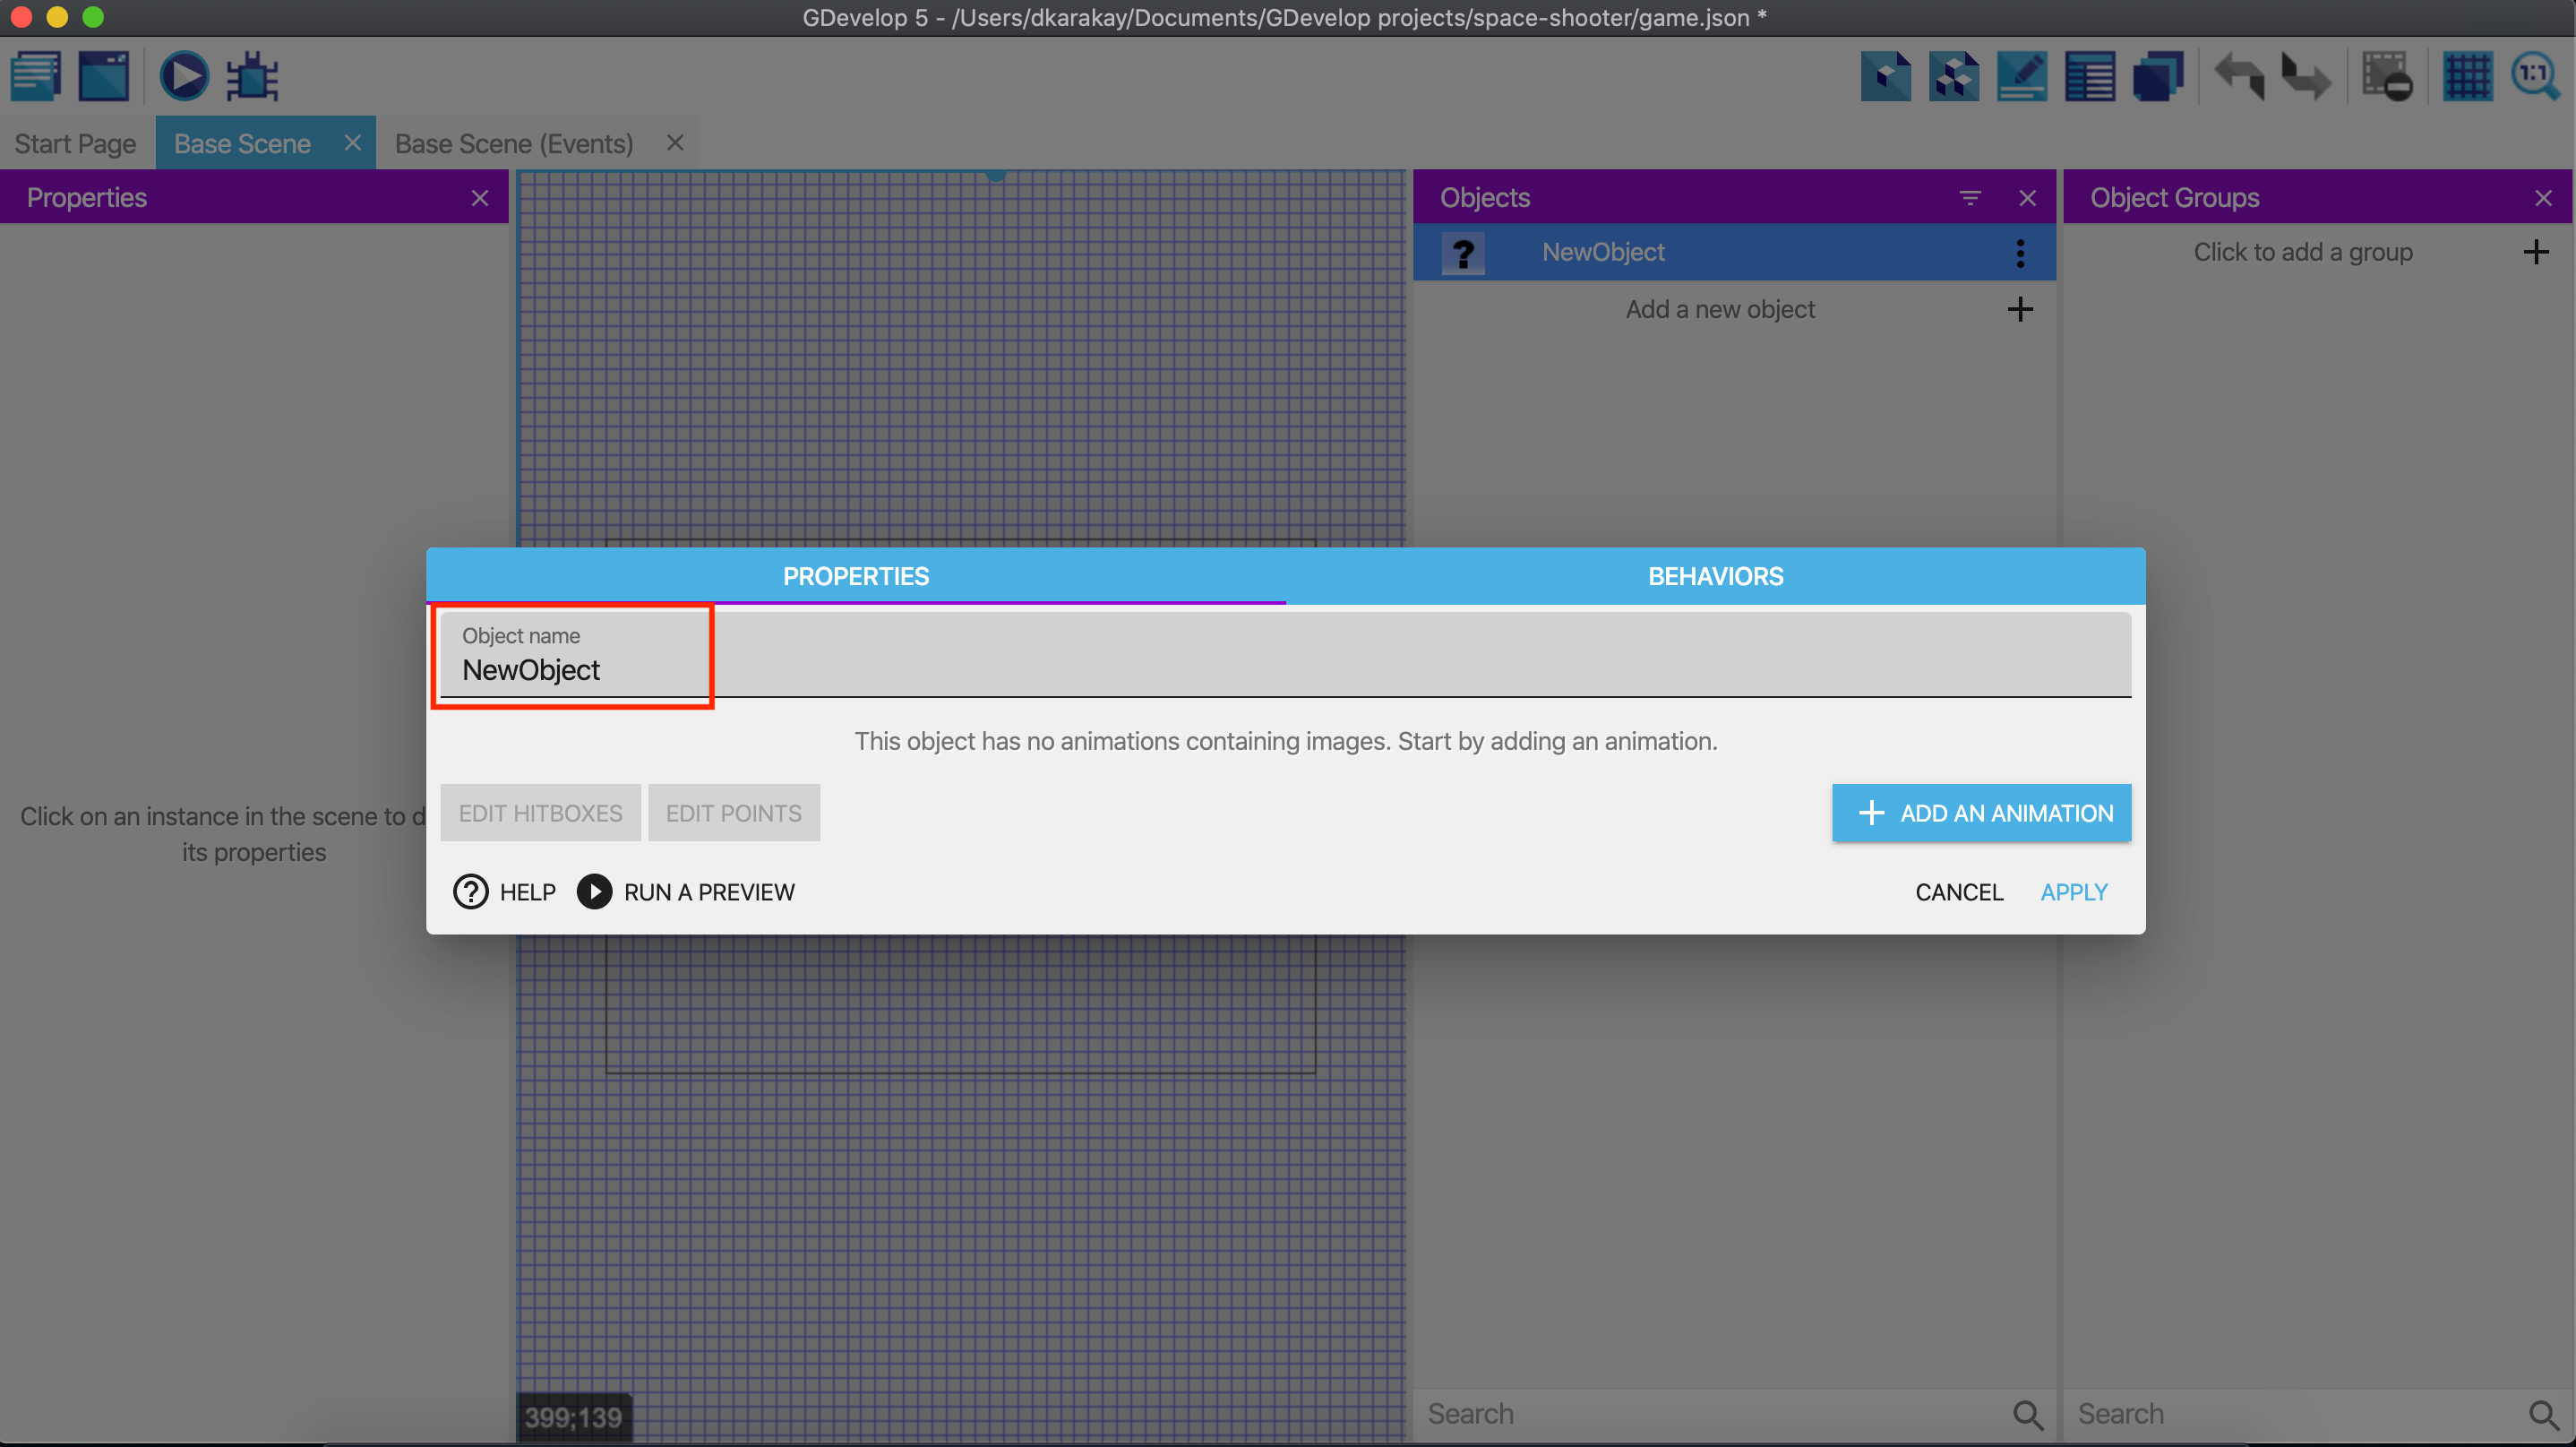 GDevelop 5 - /Users/dkarakay/Documents/GDevelop projects/space-shooter/game.json *
1:1
Start Page
Base Scene
Base Scene (Events)
Properties
Objects
Object Groups
?
NewObject
Click to add a group
Add a new object
PROPERTIES
BEHAVIORS
Object name
NewObject
This object has no animations containing images. Start by adding an animation.
Click on an instance in the scene to d
its properties
EDIT HITBOXES
EDIT POINTS
ADD AN ANIMATION
? HELP
RUN A PREVIEW
CANCEL
APPLY
399;139
Search
Search